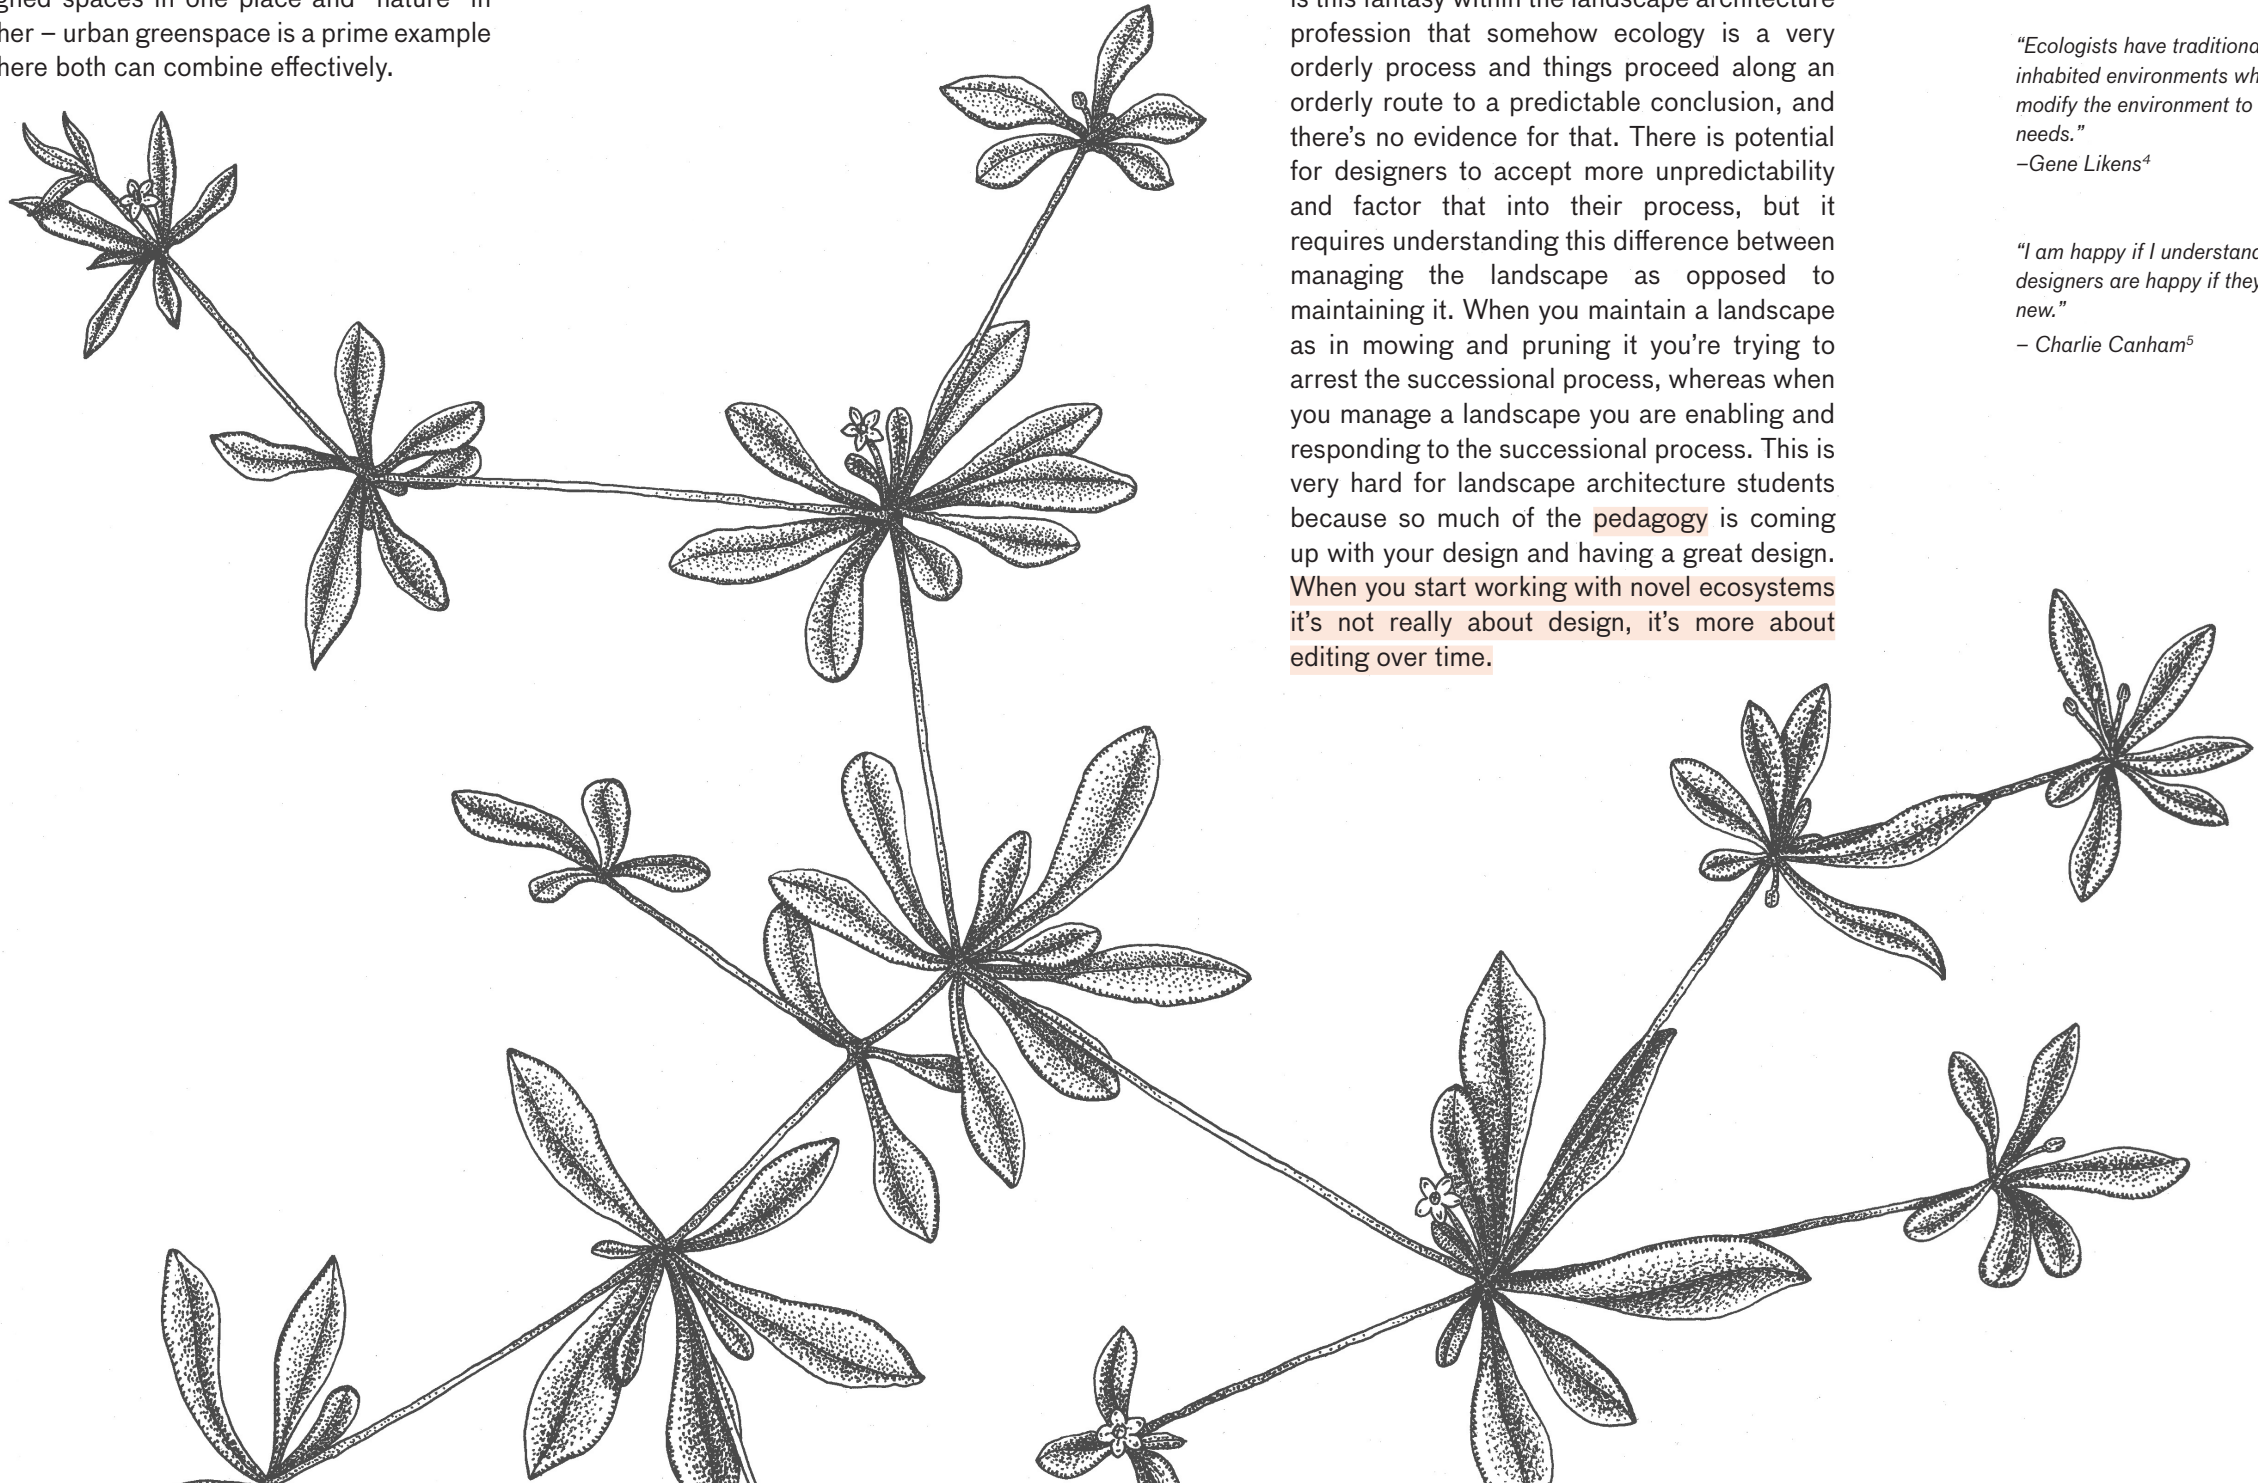 her – urban greenspace is a prime example
here both can combine effectively.
is this fantasy within the landscape architecture
profession that somehow ecology is a very
orderly process and things proceed along an
orderly route to a predictable conclusion, and
there's no evidence for that. There is potential
for designers to accept more unpredictability
and factor that into their process, but it
requires understanding this difference between
managing the landscape as opposed to
maintaining it. When you maintain a landscape
as in mowing and pruning it you're trying to
arrest the successional process, whereas when
you manage a landscape you are enabling and
responding to the successional process. This is
very hard for landscape architecture students
because so much of the pedagogy is coming
up with your design and having a great design.
When you start working with novel ecosystems
it's not really about design, it's more about
editing over time.
“Ecologists have traditiona
inhabited environments wh
modify the environment to
needs.”
–Gene Likens⁴
“I am happy if I understand
designers are happy if they
new.”
– Charlie Canham⁵